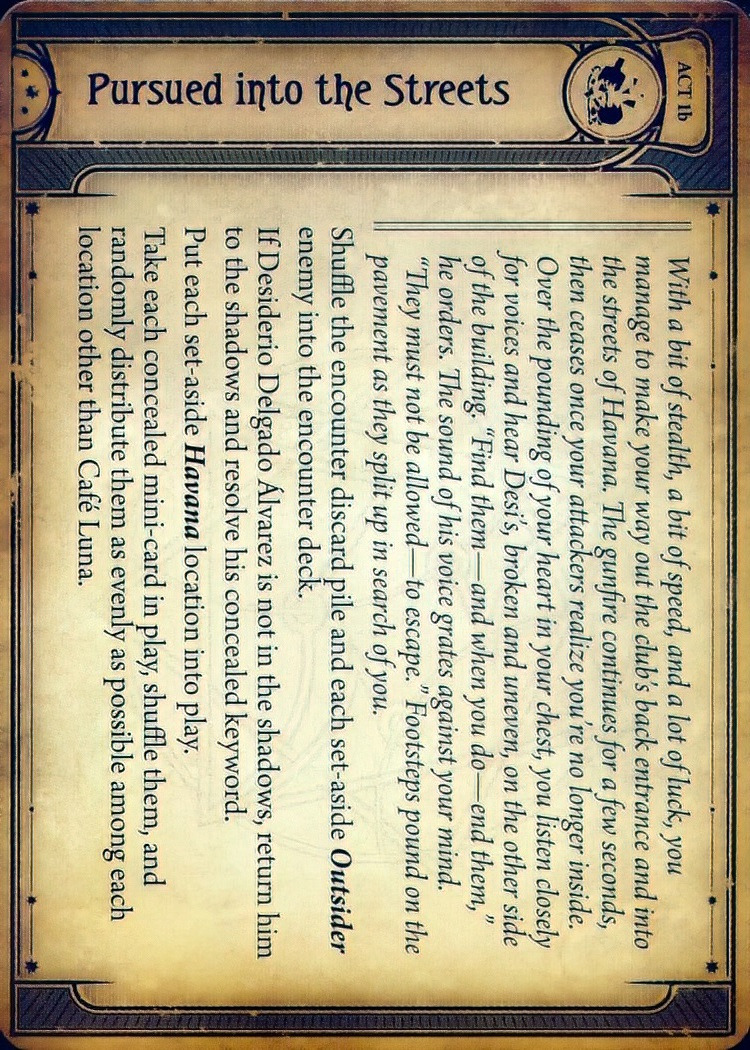 ACT 1b
Pursued into the Streets
With a bit of stealth, a bit of speed, and a lot of luck, you
manage to make your way out the club’s back entrance and into
the streets of Havana. The gunfire continues for a few seconds,
then ceases once your attackers realize you’re no longer inside.
Over the pounding of your heart in your chest, you listen closely
for voices and hear Desi’s, broken and uneven, on the other side
of the building. “Find them—and when you do—end them,”
he orders. The sound of his voice grates against your mind.
“They must not be allowed—to escape.” Footsteps pound on the
pavement as they split up in search of you.
Shuffle the encounter discard pile and each set-aside Outsider
enemy into the encounter deck.
If Desiderio Delgado Álvarez is not in the shadows, return him
to the shadows and resolve his concealed keyword.
Put each set-aside Havana location into play.
Take each concealed mini-card in play, shuffle them, and
randomly distribute them as evenly as possible among each
location other than Café Luna.